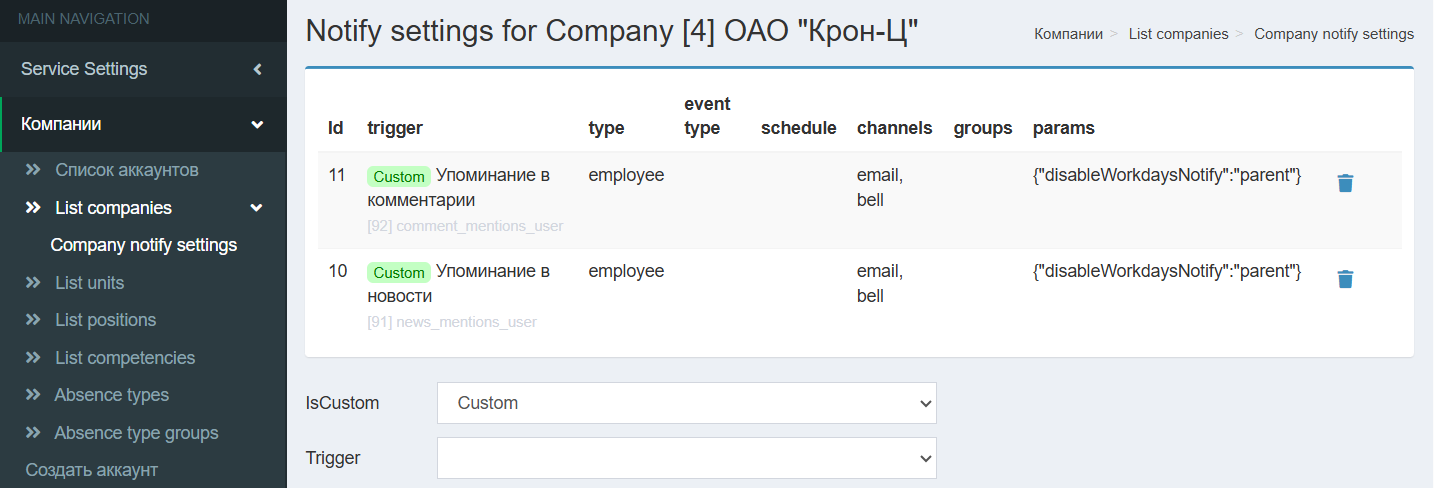 MAIN NAVIGATION
Service Settings
Компании
Список аккаунтов
List companies
Company notify settings
List units
List positions
List competencies
Absence types
Absence type groups
Создать аккаунт
Notify settings for Company [4] ОАО "Крон-Ц"
Компании > List companies > Company notify settings
Id trigger type event type schedule channels groups params
11 Custom Упоминание в employee email, {"disableWorkdaysNotify":"parent"}
комментарии bell
[92] comment_mentions_user
10 Custom Упоминание в employee email, {"disableWorkdaysNotify":"parent"}
новости bell
[91] news_mentions_user
IsCustom Custom
Trigger